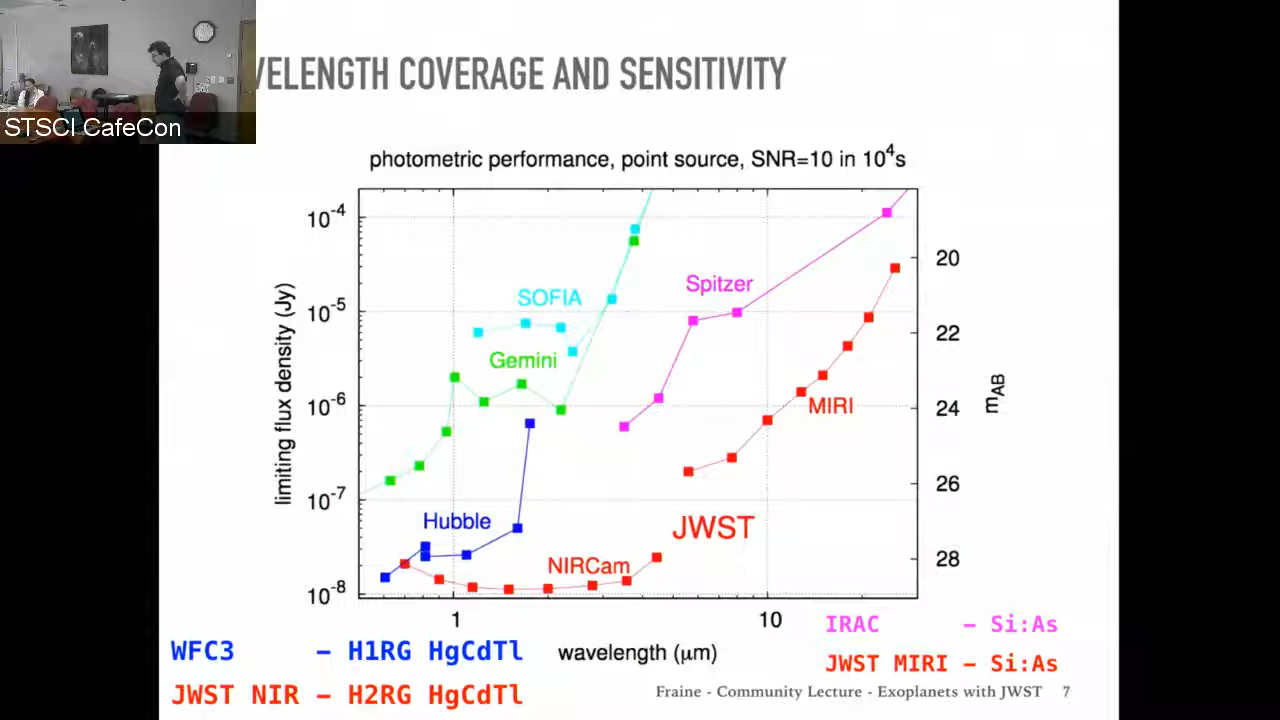 VELENGTH COVERAGE AND SENSITIVITY
STSCI CafeCon
photometric performance, point source, SNR=10 in 10⁴s
10⁻⁴
10⁻⁵
10⁻⁶
10⁻⁷
10⁻⁸
limiting flux density (Jy)
SOFIA
Gemini
Spitzer
Hubble
MIRI
JWST
NIRCam
20
22
24
26
28
m_AB
1
10
wavelength (μm)
IRAC – Si:As
JWST MIRI – Si:As
WFC3 – H1RG HgCdTl
JWST NIR – H2RG HgCdTl
Fraine - Community Lecture - Exoplanets with JWST 7